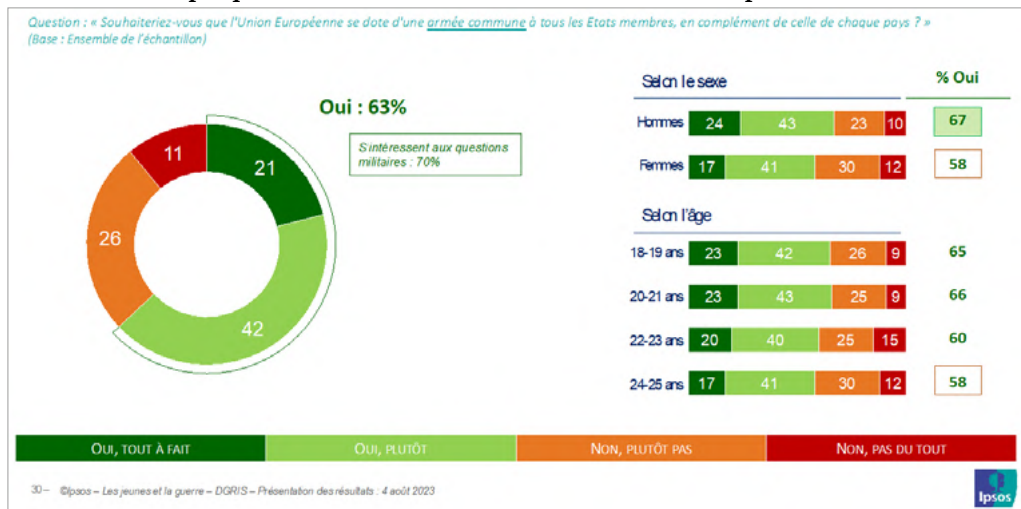 Question : « Souhaiteriez-vous que l'Union Européenne se dote d'une armée commune à tous les Etats membres, en complément de celle de chaque pays ? »
(Base : Ensemble de l'échantillon)
Oui : 63%
S'intéressent aux questions
militaires : 70%
11
21
26
42
Selon le sexe
% Oui
Hommes 24 43 23 10 67
Femmes 17 41 30 12 58
Selon l'âge
18-19 ans 23 42 26 9 65
20-21 ans 23 43 25 9 66
22-23 ans 20 40 25 15 60
24-25 ans 17 41 30 12 58
OUI, TOUT À FAIT OUI, PLUTÔT NON, PLUTÔT PAS NON, PAS DU TOUT
30 – ©Ipsos – Les jeunes et la guerre – DGRIS – Présentation des résultats : 4 août 2023
Ipsos